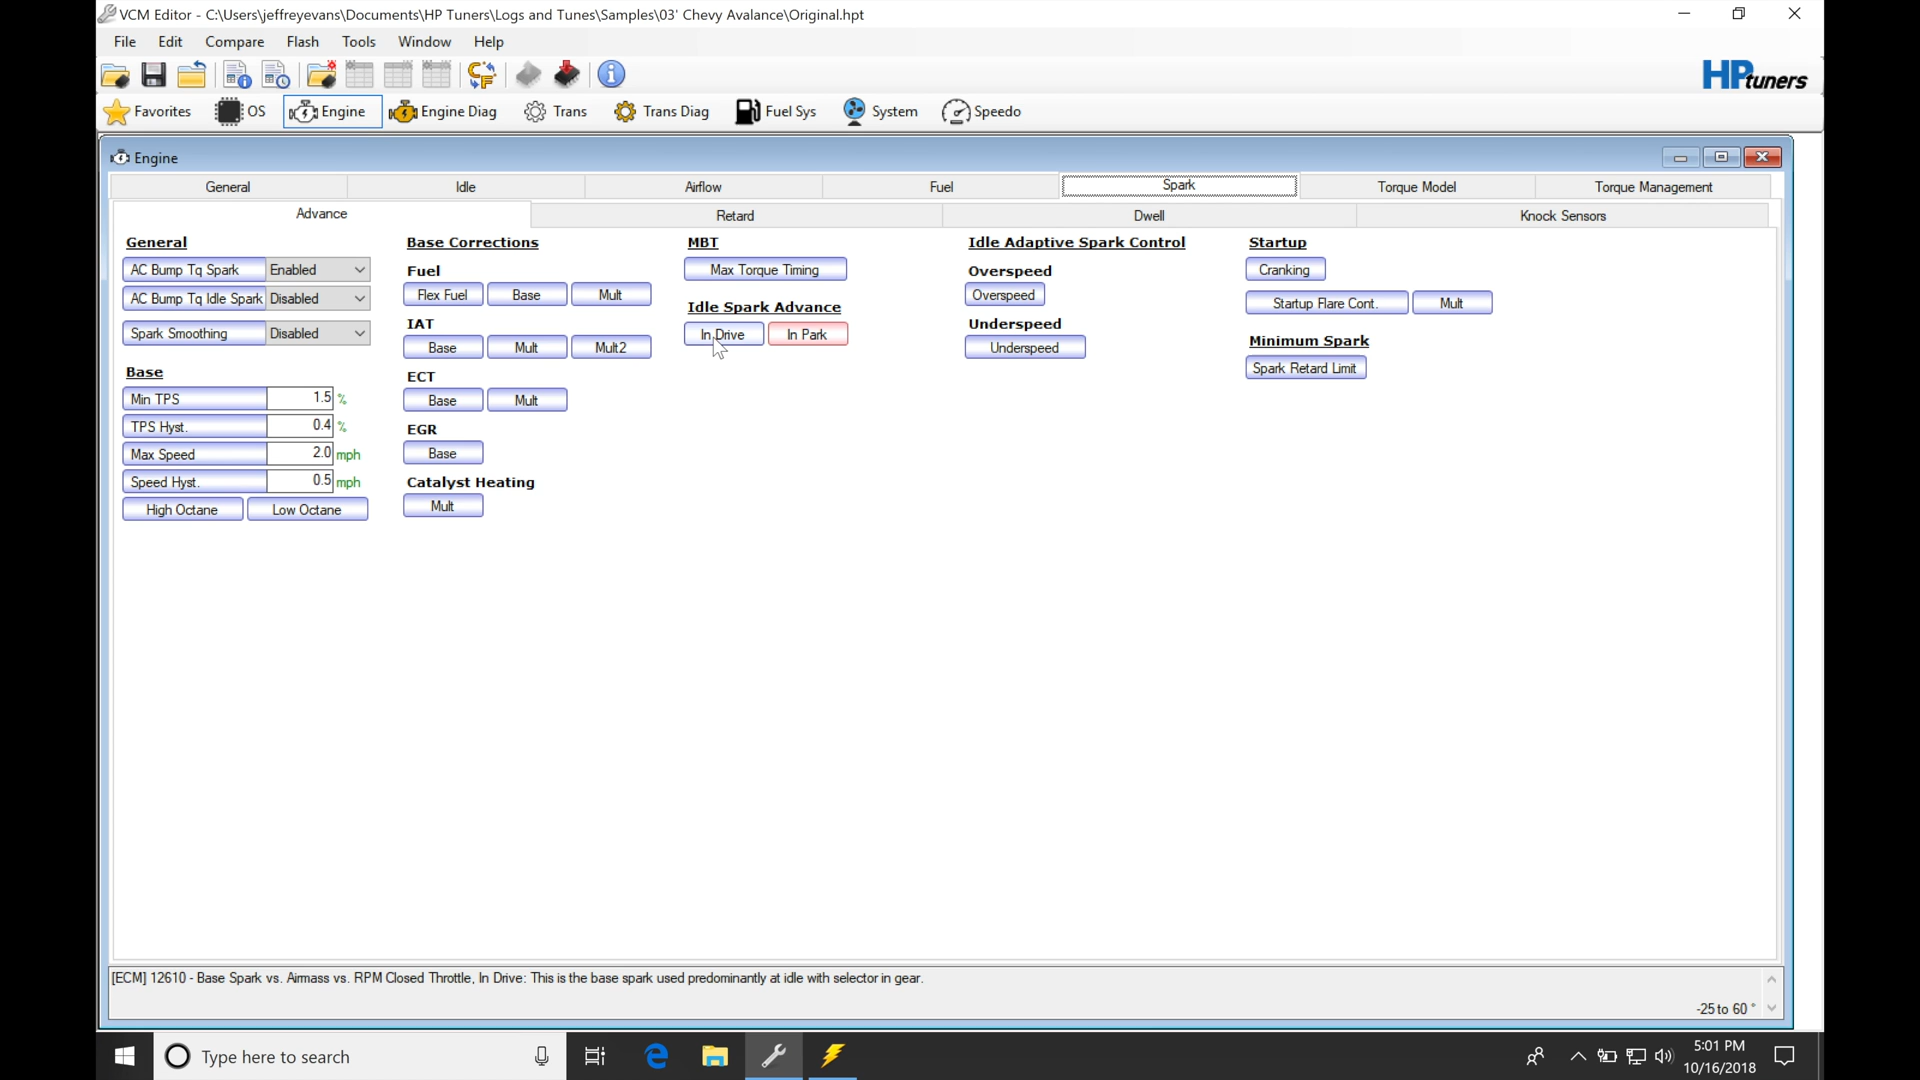 VCM Editor - C:\Users\jeffreyevans\Documents\HP Tuners\Logs and Tunes\Samples\03' Chevy Avalance\Original.hpt
File Edit Compare Flash Tools Window Help
HPtuners
Favorites OS Engine Engine Diag Trans Trans Diag Fuel Sys System Speedo
Engine
General Idle Airflow Fuel Spark Torque Model Torque Management
Advance Retard Dwell Knock Sensors
General
AC Bump Tq Spark Enabled
AC Bump Tq Idle Spark Disabled
Spark Smoothing Disabled
Base
Min TPS 1.5 %
TPS Hyst. 0.4 %
Max Speed 2.0 mph
Speed Hyst. 0.5 mph
High Octane Low Octane
Base Corrections
Fuel
Flex Fuel Base Mult
IAT
Base Mult Mult2
ECT
Base Mult
EGR
Base
Catalyst Heating
Mult
MBT
Max Torque Timing
Idle Spark Advance
In Drive In Park
Idle Adaptive Spark Control
Overspeed
Overspeed
Underspeed
Underspeed
Startup
Cranking
Startup Flare Cont. Mult
Minimum Spark
Spark Retard Limit
[ECM] 12610 - Base Spark vs. Airmass vs. RPM Closed Throttle, In Drive: This is the base spark used predominantly at idle with selector in gear.
-25 to 60 °
Type here to search
5:01 PM
10/16/2018